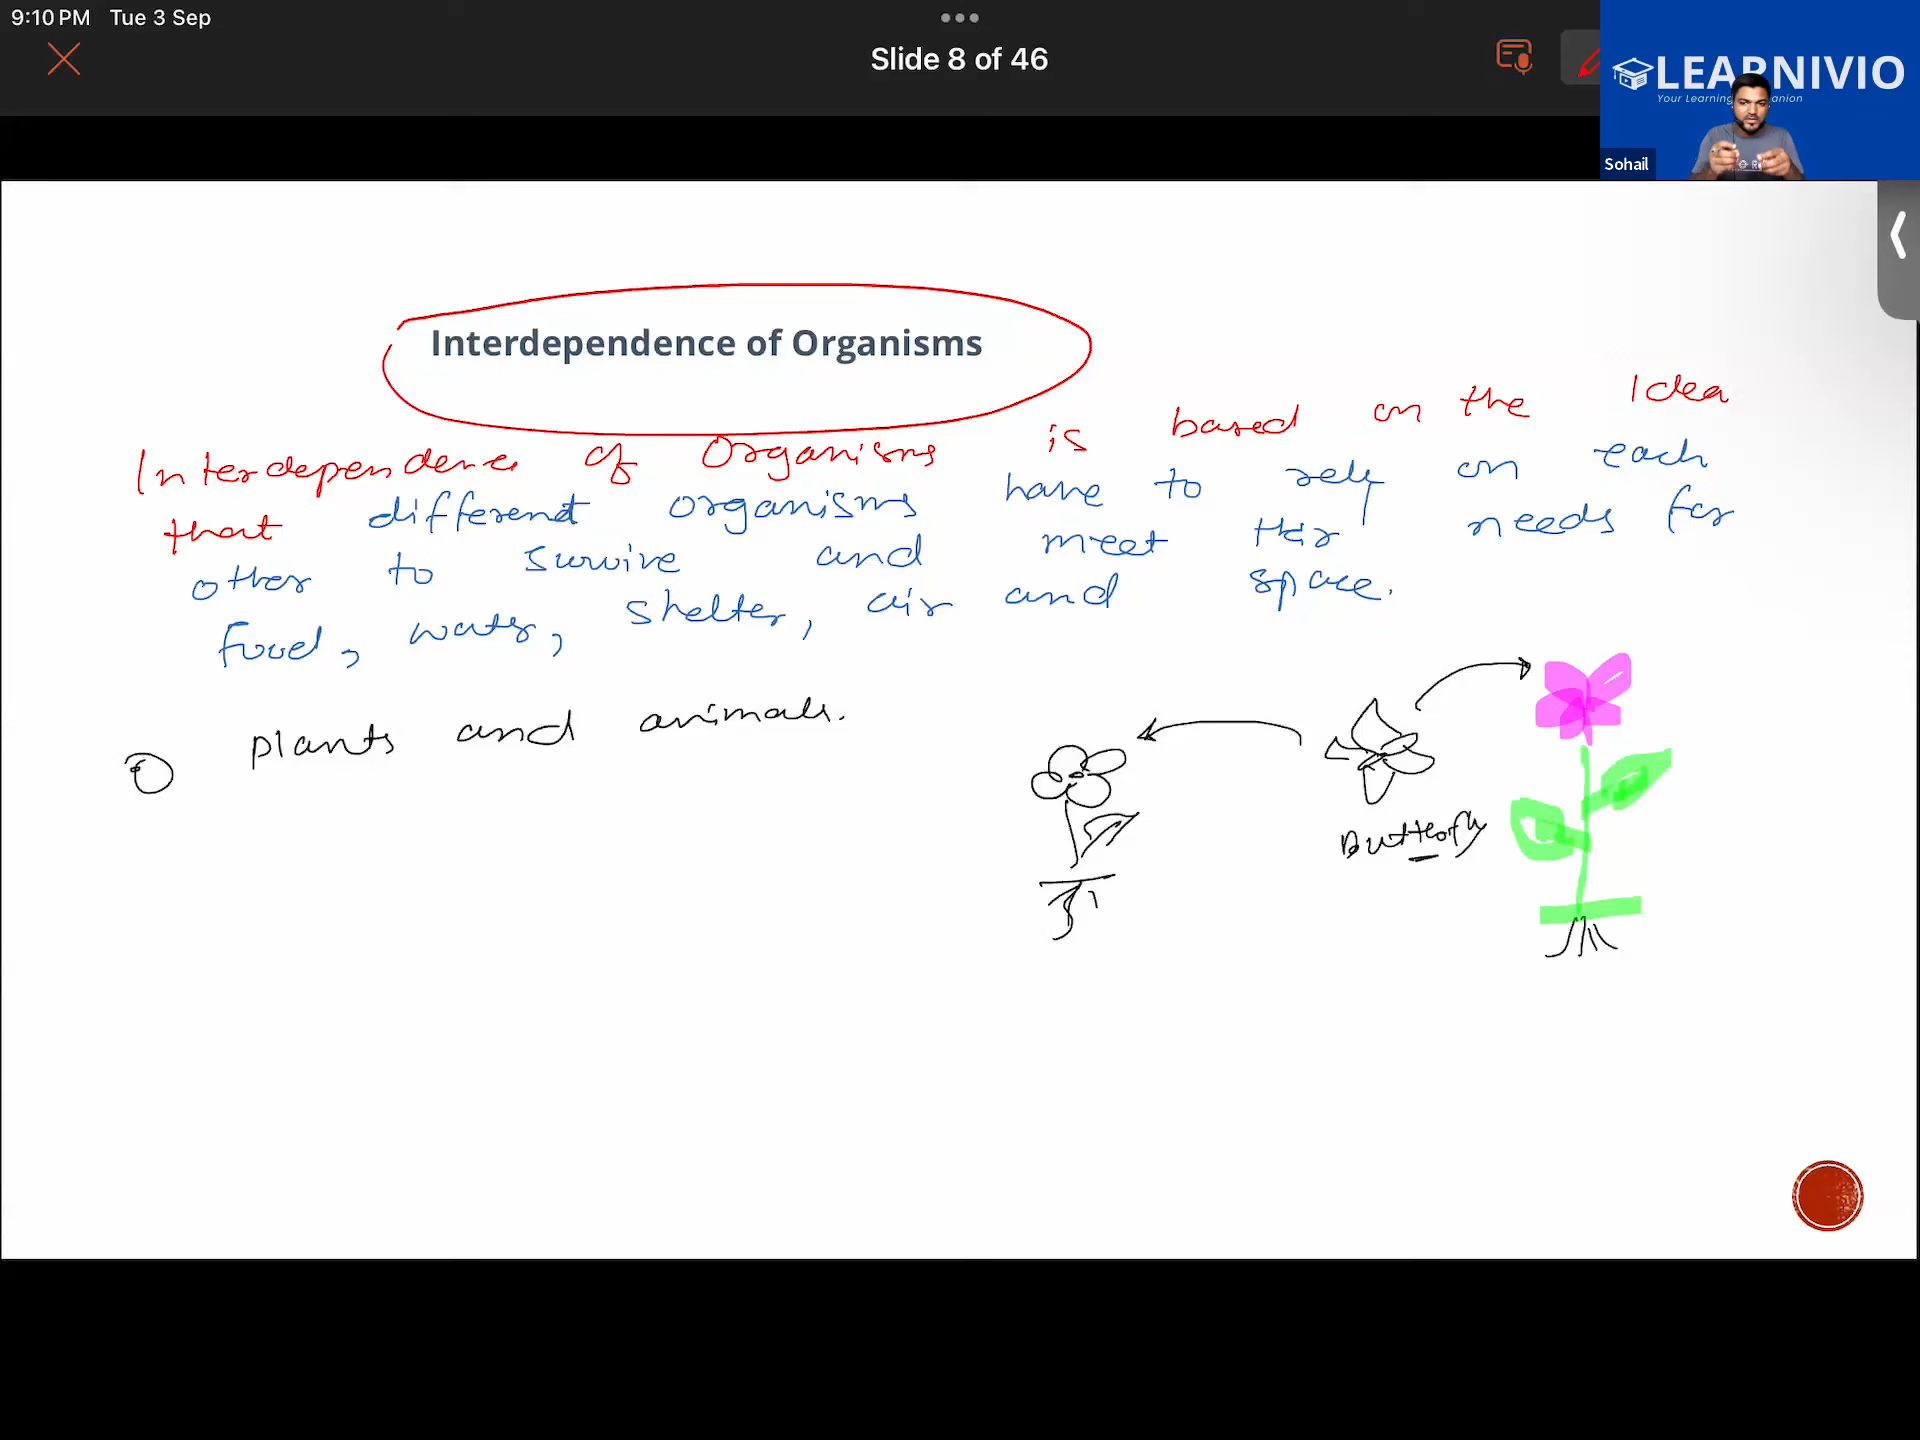 9:10 PM Tue 3 Sep
Slide 8 of 46
LEARNIVIO
Your Learning
Sohail
Interdependence of Organisms
Interdependence of Organisms is based on the Idea
that different organisms have to rely on each
other to survive and meet their needs for
food, water, shelter, air and space.
① plants and animals.
Butterfly